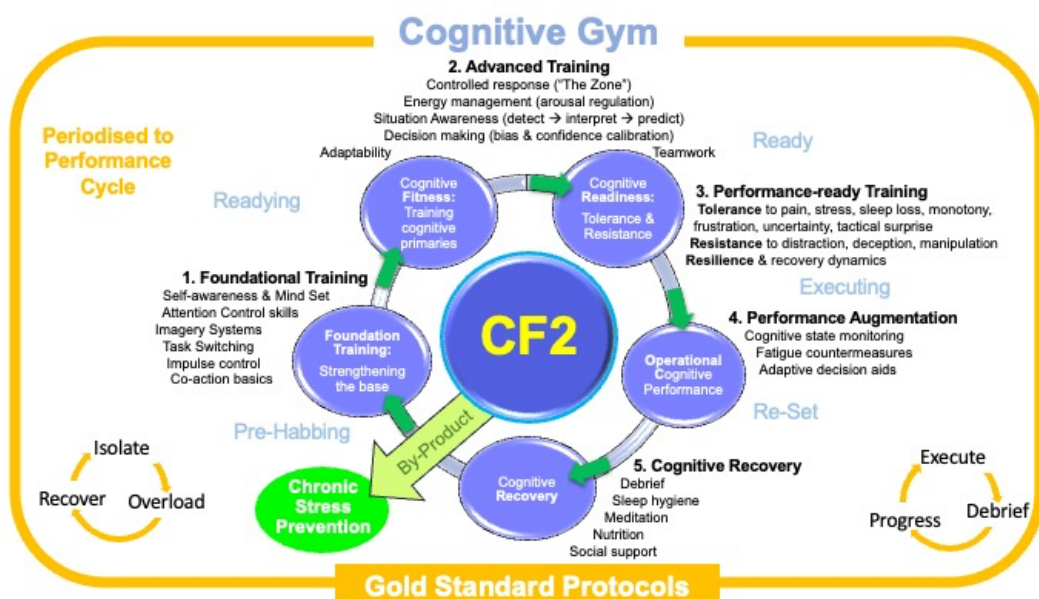 Cognitive Gym
Periodised to
Performance
Cycle
2. Advanced Training
Controlled response ("The Zone")
Energy management (arousal regulation)
Situation Awareness (detect → interpret → predict)
Decision making (bias & confidence calibration)
Adaptability
Teamwork
Ready
Readying
Cognitive
Fitness:
Training
cognitive
primaries
Cognitive
Readiness:
Tolerance &
Resistance
3. Performance-ready Training
Tolerance to pain, stress, sleep loss, monotony,
frustration, uncertainty, tactical surprise
Resistance to distraction, deception, manipulation
Resilience & recovery dynamics
Executing
1. Foundational Training
Self-awareness & Mind Set
Attention Control skills
Imagery Systems
Task Switching
Impulse control
Co-action basics
Foundation
Training:
Strengthening
the base
CF2
4. Performance Augmentation
Cognitive state monitoring
Fatigue countermeasures
Adaptive decision aids
Operational
Cognitive
Performance
Re-Set
Pre-Habbing
By-Product
Chronic
Stress
Prevention
Cognitive
Recovery
5. Cognitive Recovery
Debrief
Sleep hygiene
Meditation
Nutrition
Social support
Isolate
Recover
Overload
Execute
Progress
Debrief
Gold Standard Protocols